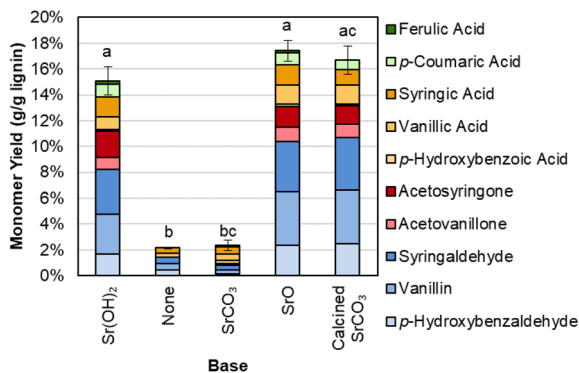 Monomer Yield (g/g lignin)
20%
18%
16%
14%
12%
10%
8%
6%
4%
2%
0%
a
b
bc
a
ac
Sr(OH)₂
None
SrCO₃
SrO
Calcined
SrCO₃
Base
Ferulic Acid
p-Coumaric Acid
Syringic Acid
Vanillic Acid
p-Hydroxybenzoic Acid
Acetosyringone
Acetovanillone
Syringaldehyde
Vanillin
p-Hydroxybenzaldehyde